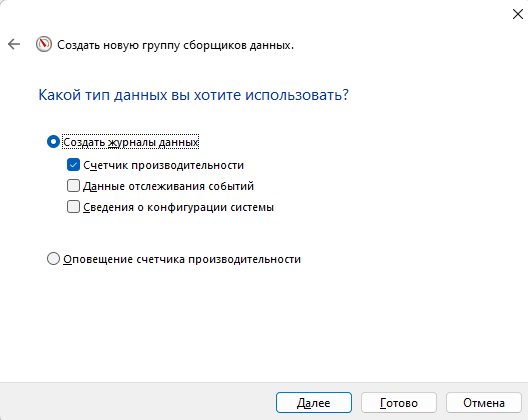 Создать новую группу сборщиков данных.
Какой тип данных вы хотите использовать?
Создать журналы данных
Счетчик производительности
Данные отслеживания событий
Сведения о конфигурации системы
Оповещение счетчика производительности
Далее Готово Отмена